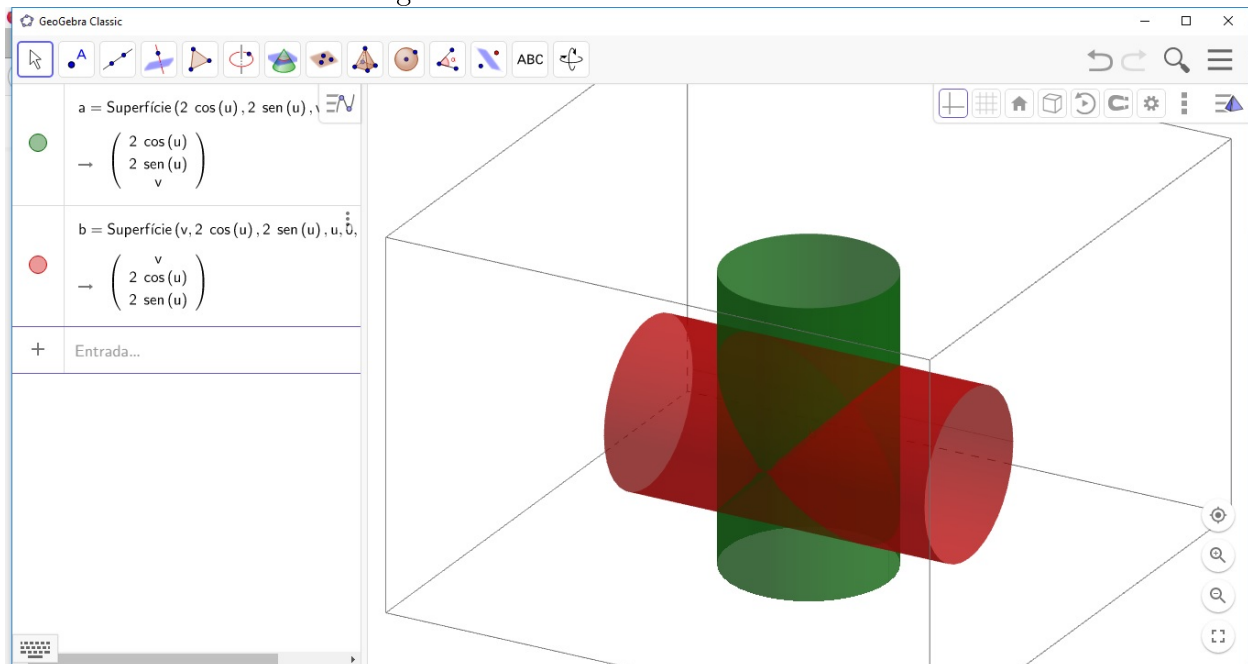 GeoGebra Classic
A
ABC
a = Superfície (2 cos (u) , 2 sen (u) , v
→ ( 2 cos (u)
2 sen (u)
v )
b = Superfície (v, 2 cos (u) , 2 sen (u) , u, 0,
→ ( v
2 cos (u)
2 sen (u) )
+ Entrada...